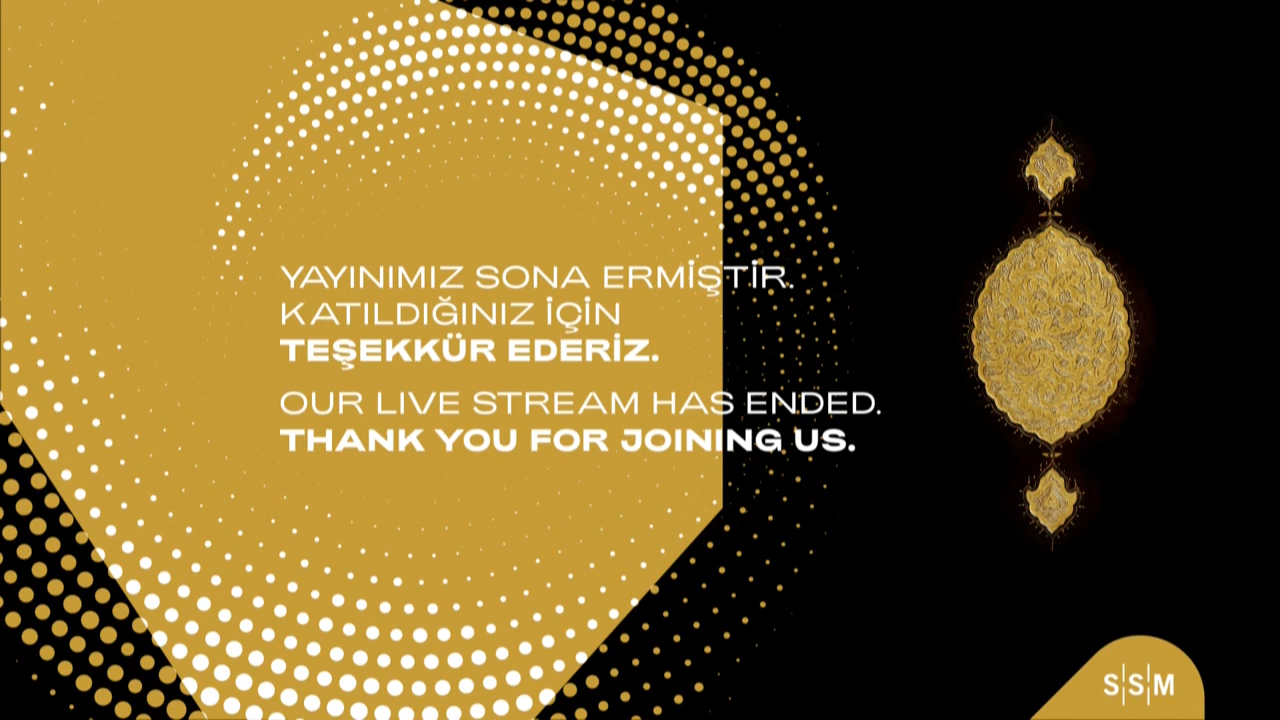 YAYINIMIZ SONA ERMİŞTİR.
KATILDIĞINIZ İÇİN
TEŞEKKÜR EDERİZ.
OUR LIVE STREAM HAS ENDED.
THANK YOU FOR JOINING US.
S|S|M